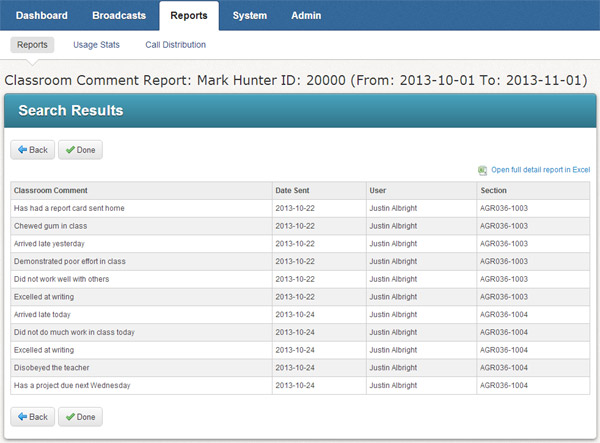 Dashboard Broadcasts Reports System Admin
Reports Usage Stats Call Distribution
Classroom Comment Report: Mark Hunter ID: 20000 (From: 2013-10-01 To: 2013-11-01)
Search Results
Back Done
Open full detail report in Excel
Classroom Comment Date Sent User Section
Has had a report card sent home 2013-10-22 Justin Albright AGR036-1003
Chewed gum in class 2013-10-22 Justin Albright AGR036-1003
Arrived late yesterday 2013-10-22 Justin Albright AGR036-1003
Demonstrated poor effort in class 2013-10-22 Justin Albright AGR036-1003
Did not work well with others 2013-10-22 Justin Albright AGR036-1003
Excelled at writing 2013-10-22 Justin Albright AGR036-1003
Arrived late today 2013-10-24 Justin Albright AGR036-1004
Did not do much work in class today 2013-10-24 Justin Albright AGR036-1004
Excelled at writing 2013-10-24 Justin Albright AGR036-1004
Disobeyed the teacher 2013-10-24 Justin Albright AGR036-1004
Has a project due next Wednesday 2013-10-24 Justin Albright AGR036-1004
Back Done